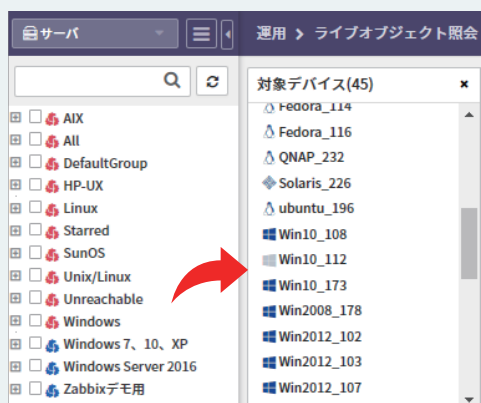 サーバ
運用 > ライブオブジェクト照会
対象デバイス(45)
AIX
All
DefaultGroup
HP-UX
Linux
Starred
SunOS
Unix/Linux
Unreachable
Windows
Windows 7、10、XP
Windows Server 2016
Zabbixデモ用
Fedora_114
Fedora_116
QNAP_232
Solaris_226
ubuntu_196
Win10_108
Win10_112
Win10_173
Win2008_178
Win2012_102
Win2012_103
Win2012_107